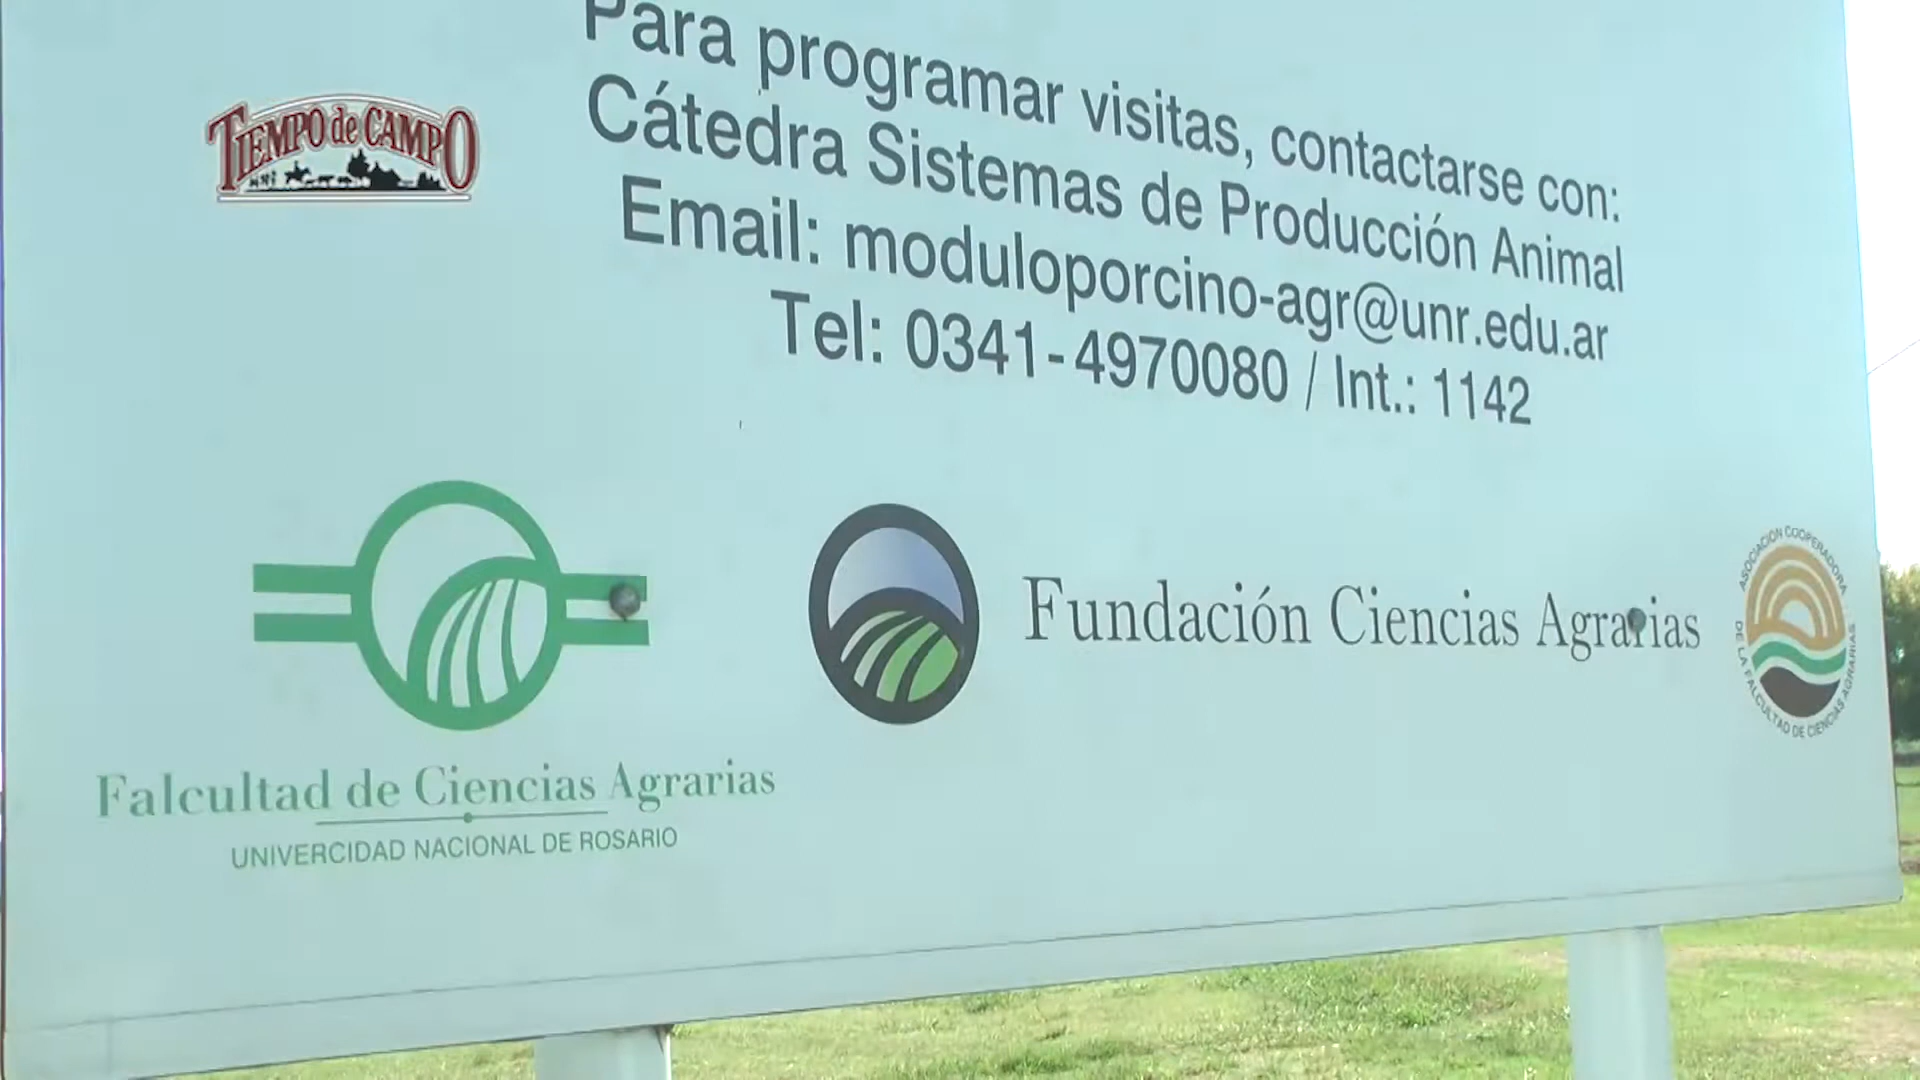 Para programar visitas, contactarse con:
Cátedra Sistemas de Producción Animal
Email: moduloporcino-agr@unr.edu.ar
Tel: 0341-4970080 / Int.: 1142
TIEMPO de CAMPO
Falcultad de Ciencias Agrarias
UNIVERCIDAD NACIONAL DE ROSARIO
Fundación Ciencias Agrarias
ASOCIACION COOPERADORA
DE LA FALCULTAD DE CIENCIAS AGRARIAS